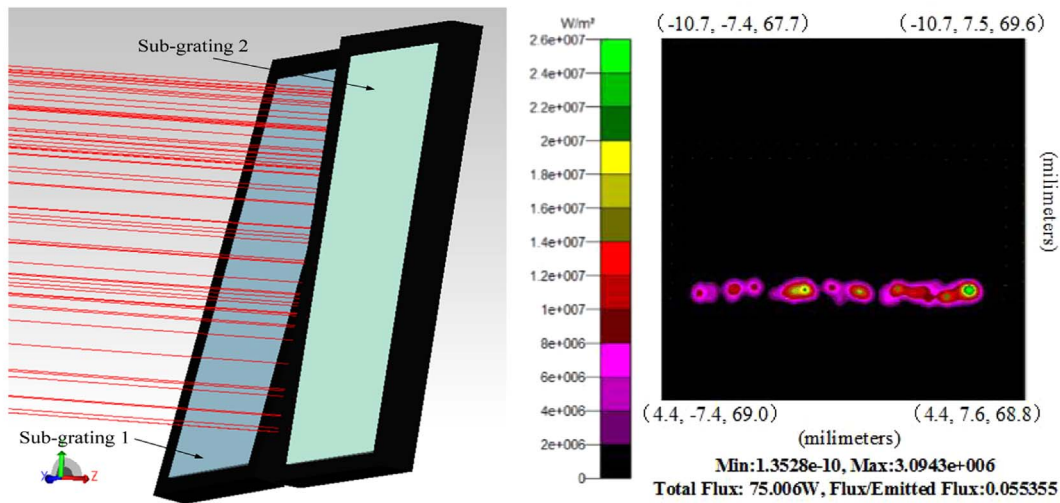 Sub-grating 2
Sub-grating 1
X
Z
W/m²
2.6e+007
2.4e+007
2.2e+007
2e+007
1.8e+007
1.6e+007
1.4e+007
1.2e+007
1e+007
8e+006
6e+006
4e+006
2e+006
(-10.7, -7.4, 67.7)
(-10.7, 7.5, 69.6)
(milimeters)
(4.4, -7.4, 69.0)
(4.4, 7.6, 68.8)
(milimeters)
Min:1.3528e-10, Max:3.0943e+006
Total Flux: 75.006W, Flux/Emitted Flux:0.055355